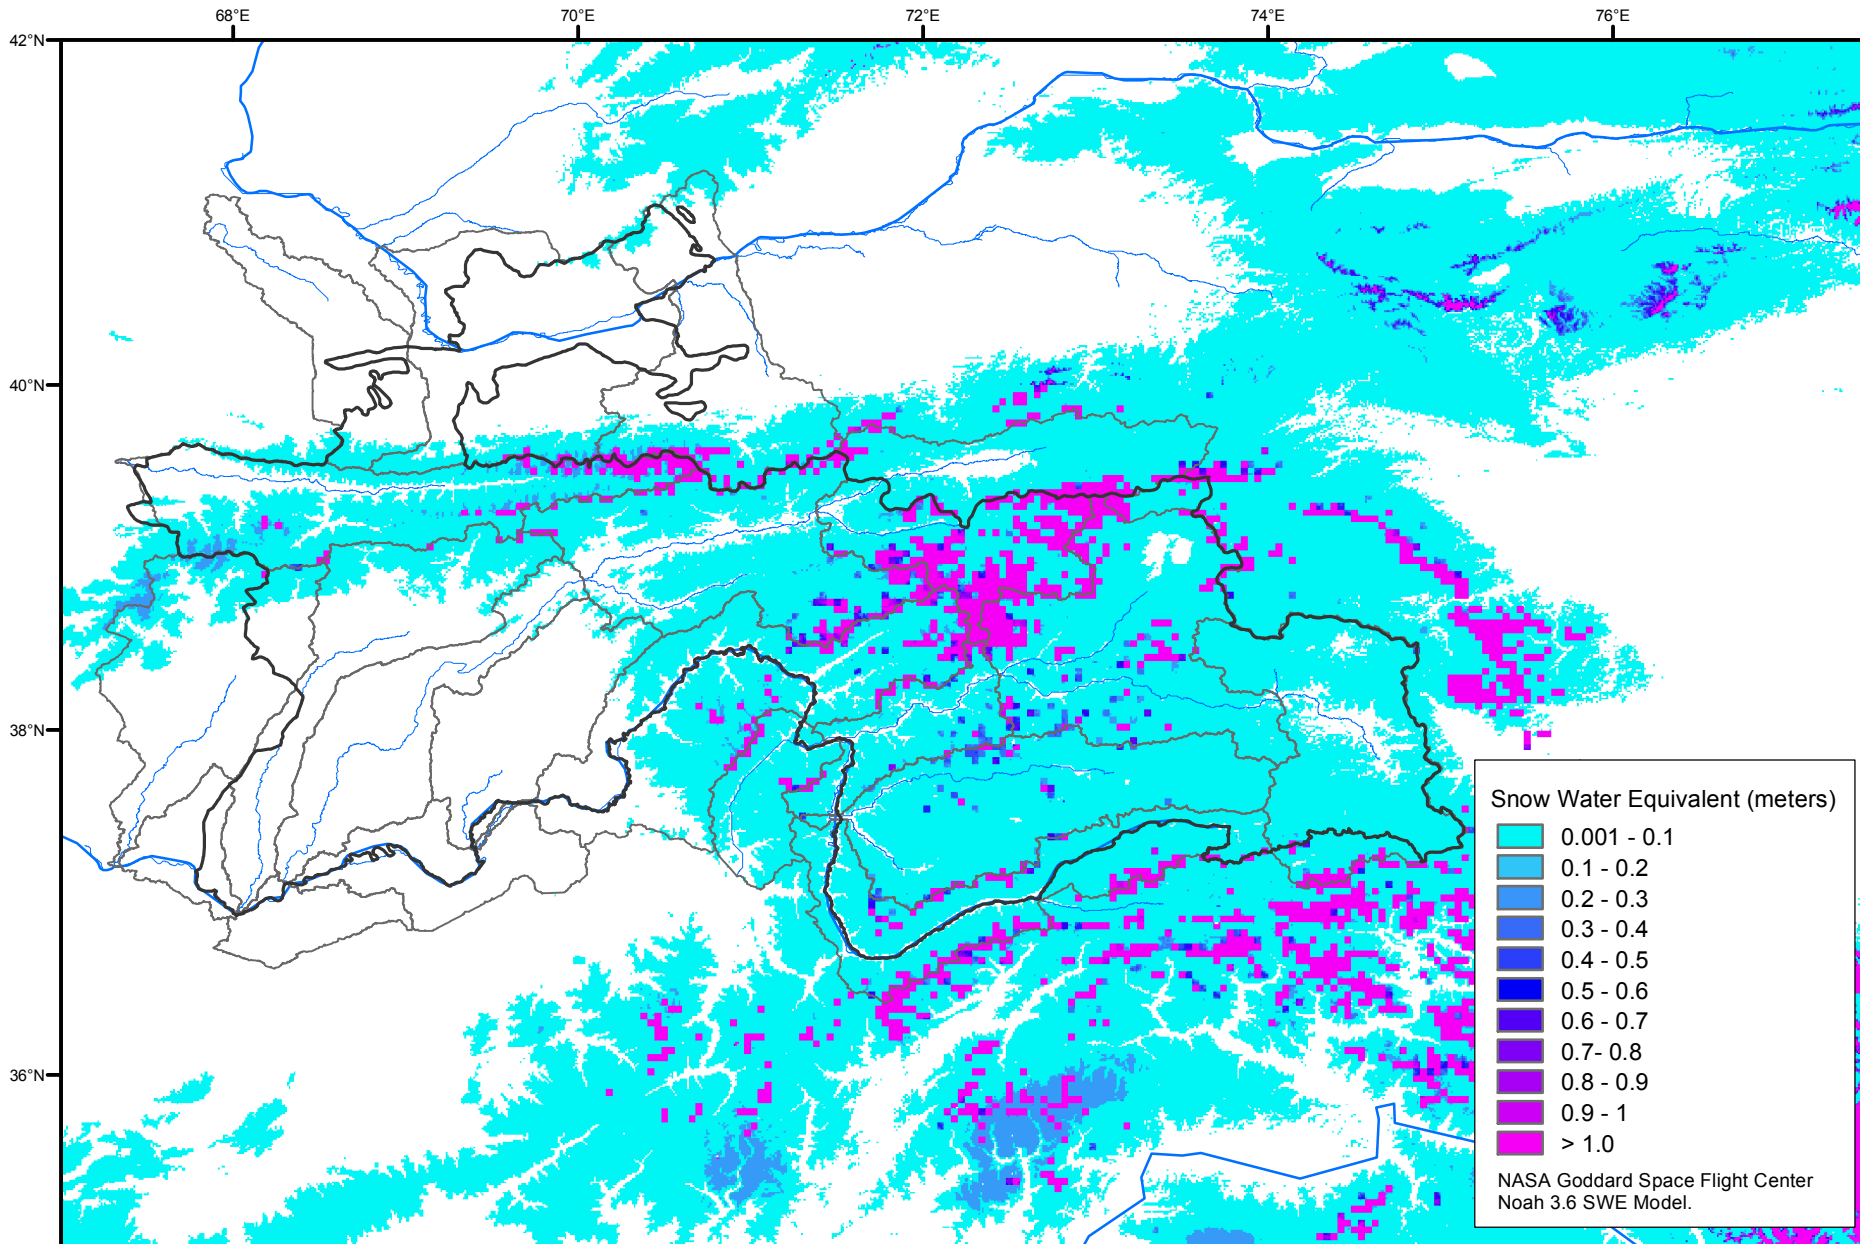 68°E
70°E
72°E
74°E
76°E
42°N
40°N
38°N
36°N
Snow Water Equivalent (meters)
0.001 - 0.1
0.1 - 0.2
0.2 - 0.3
0.3 - 0.4
0.4 - 0.5
0.5 - 0.6
0.6 - 0.7
0.7- 0.8
0.8 - 0.9
0.9 - 1
> 1.0
NASA Goddard Space Flight Center
Noah 3.6 SWE Model.